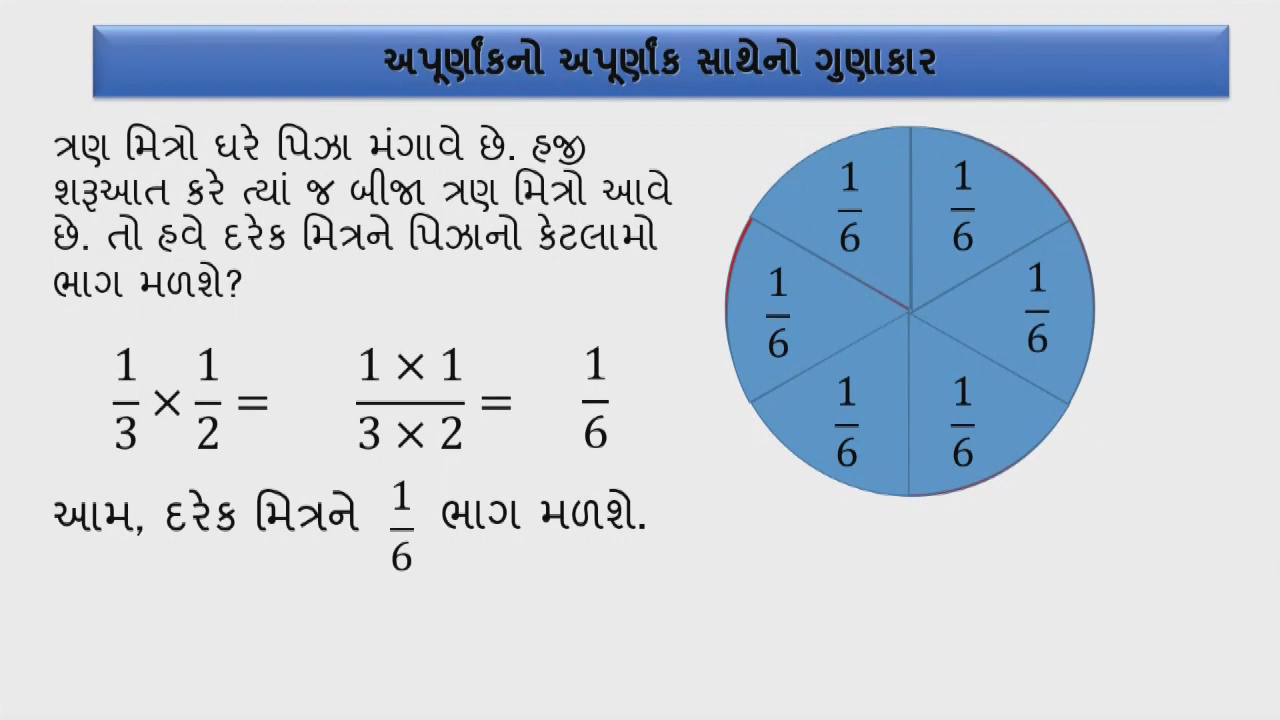 અપૂર્ણાંકનો અપૂર્ણાંક સાથેનો ગુણાકાર
ત્રણ મિત્રો ઘરે પિઝા મંગાવે છે. હજી
શરૂઆત કરે ત્યાં જ બીજા ત્રણ મિત્રો આવે
છે. તો હવે દરેક મિત્રને પિઝાનો કેટલામો
ભાગ મળશે?
1/3 × 1/2 = (1 × 1)/(3 × 2) = 1/6
આમ, દરેક મિત્રને 1/6 ભાગ મળશે.
1/6
1/6
1/6
1/6
1/6
1/6